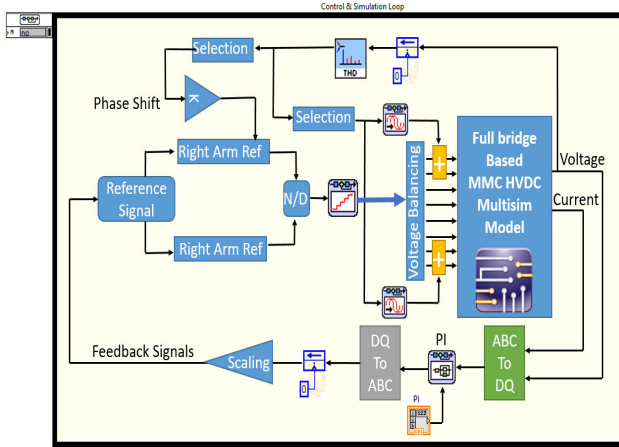 Control & Simulation Loop
N
no
Selection
THD
0
K
Phase Shift
Selection
Right Arm Ref
Full bridge
Based
MMC HVDC
Multisim
Model
Voltage
Current
Reference
Signal
N/D
Voltage Balancing
+
+
Right Arm Ref
Feedback Signals
Scaling
0
DQ
To
ABC
PI
ABC
To
DQ
PI